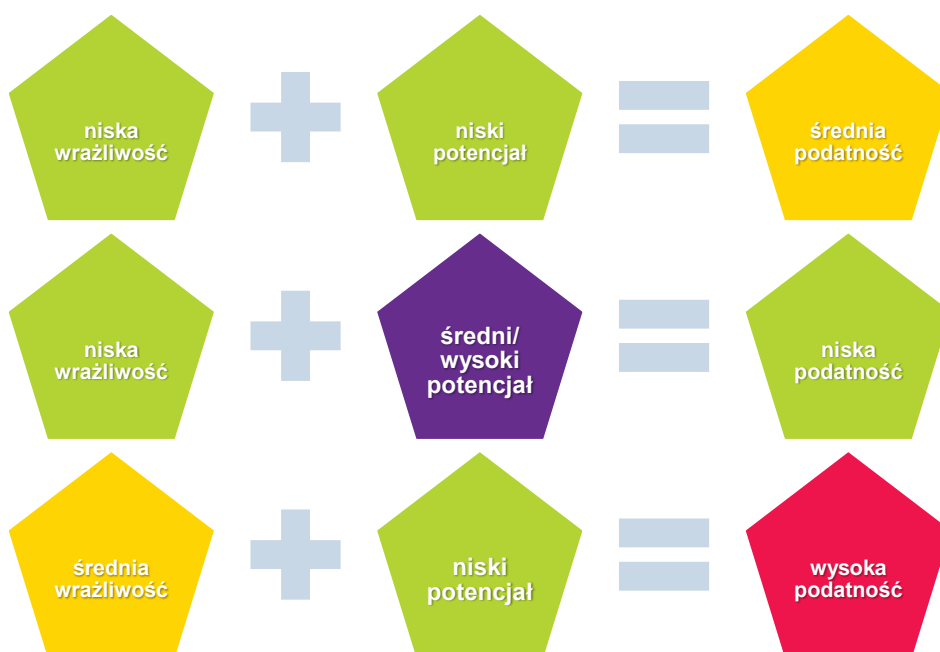 niska
wrażliwość
niski
potencjał
średnia
podatność
niska
wrażliwość
średni/
wysoki
potencjał
niska
podatność
średnia
wrażliwość
niski
potencjał
wysoka
podatność